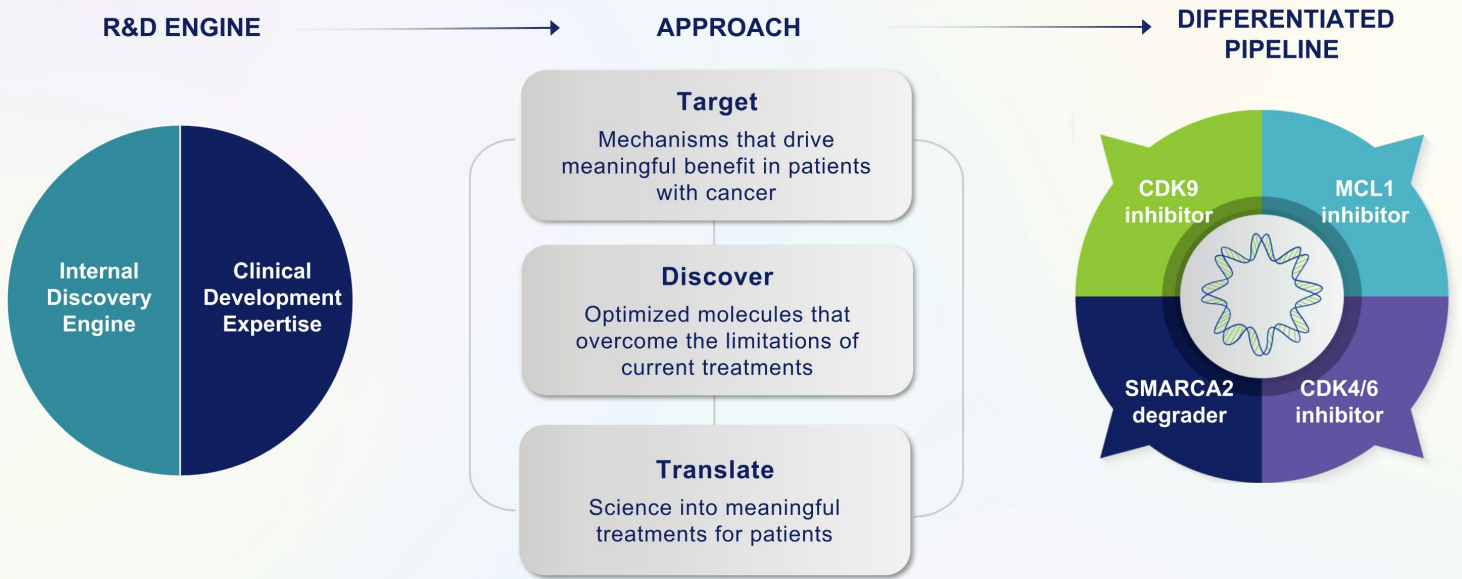 R&D ENGINE
APPROACH
DIFFERENTIATED
PIPELINE
Internal
Discovery
Engine
Clinical
Development
Expertise
Target
Mechanisms that drive
meaningful benefit in patients
with cancer
Discover
Optimized molecules that
overcome the limitations of
current treatments
Translate
Science into meaningful
treatments for patients
CDK9
inhibitor
MCL1
inhibitor
SMARCA2
degrader
CDK4/6
inhibitor